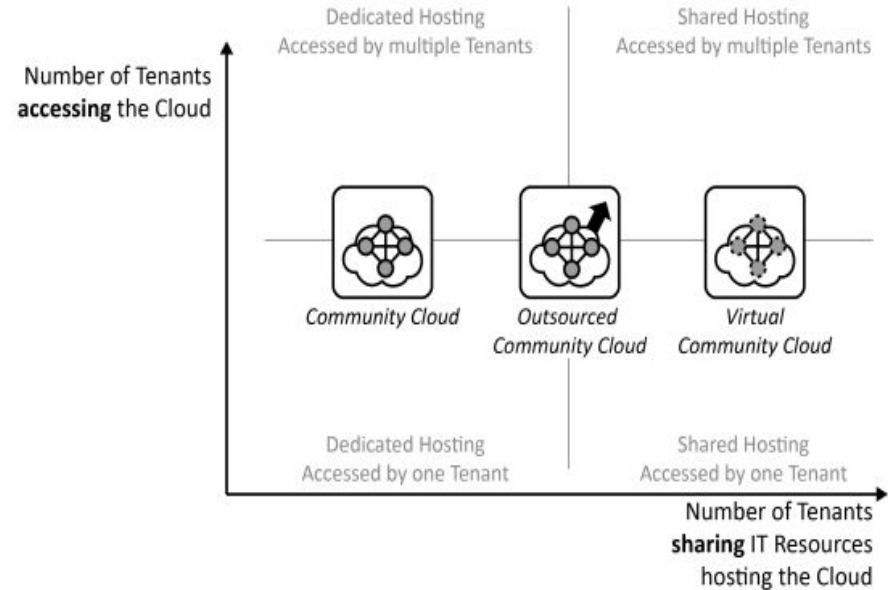 Dedicated Hosting
Accessed by multiple Tenants
Shared Hosting
Accessed by multiple Tenants
Number of Tenants
accessing the Cloud
Community Cloud
Outsourced
Community Cloud
Virtual
Community Cloud
Dedicated Hosting
Accessed by one Tenant
Shared Hosting
Accessed by one Tenant
Number of Tenants
sharing IT Resources
hosting the Cloud